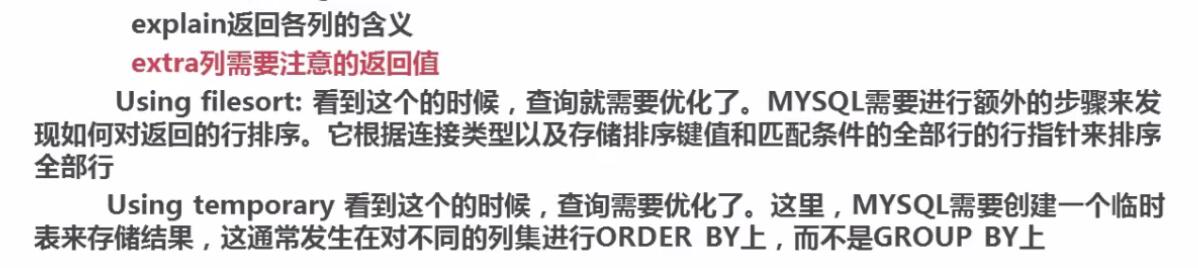 explain返回各列的含义
extra列需要注意的返回值
Using filesort: 看到这个的时候，查询就需要优化了。MYSQL需要进行额外的步骤来发
现如何对返回的行排序。它根据连接类型以及存储排序键值和匹配条件的全部行的行指针来排序
全部行
Using temporary 看到这个的时候，查询需要优化了。这里，MYSQL需要创建一个临时
表来存储结果，这通常发生在对不同的列集进行ORDER BY上，而不是GROUP BY上